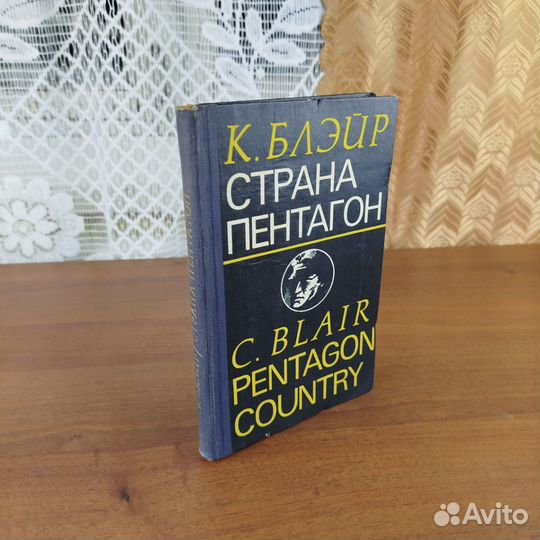 К. БЛЭЙР
СТРАНА
ПЕНТАГОН
C. BLAIR
PENTAGON
COUNTRY
Avito